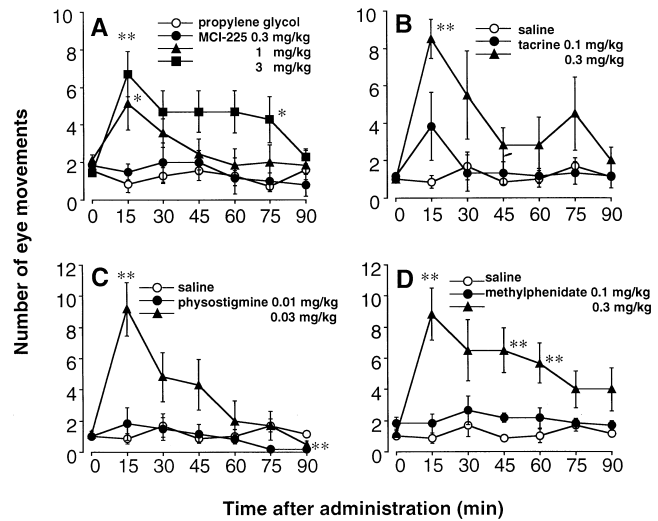 A
propylene glycol
MCI-225 0.3 mg/kg
1 mg/kg
3 mg/kg
**
*
*
10
8
6
4
2
0
0 15 30 45 60 75 90
B
saline
tacrine 0.1 mg/kg
0.3 mg/kg
**
10
8
6
4
2
0
0 15 30 45 60 75 90
Number of eye movements
C
saline
physostigmine 0.01 mg/kg
0.03 mg/kg
**
**
12
10
8
6
4
2
0
0 15 30 45 60 75 90
D
saline
methylphenidate 0.1 mg/kg
0.3 mg/kg
**
**
**
12
10
8
6
4
2
0
0 15 30 45 60 75 90
Time after administration (min)